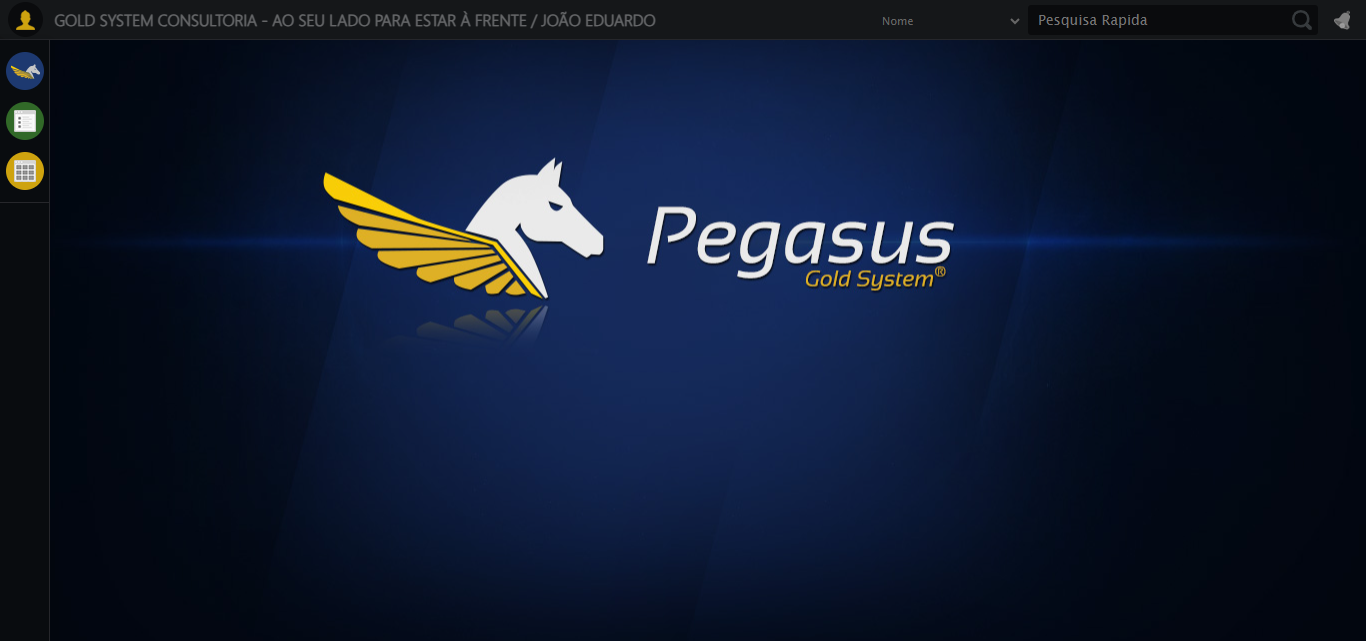 GOLD SYSTEM CONSULTORIA - AO SEU LADO PARA ESTAR À FRENTE / JOÃO EDUARDO
Nome
Pesquisa Rapida
Pegasus
Gold System®